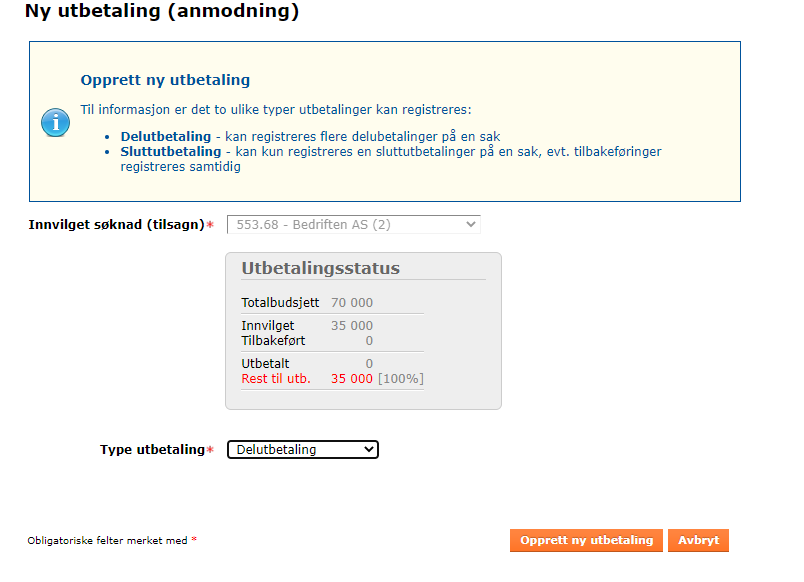 Ny utbetaling (anmodning)
Opprett ny utbetaling
Til informasjon er det to ulike typer utbetalinger kan registreres:
• Delutbetaling - kan registreres flere delubetalinger på en sak
• Sluttutbetaling - kan kun registreres en sluttutbetalinger på en sak, evt. tilbakeføringer
registreres samtidig
Innvilget søknad (tilsagn)* 553.68 - Bedriften AS (2)
Utbetalingsstatus
Totalbudsjett 70 000
Innvilget 35 000
Tilbakeført 0
Utbetalt 0
Rest til utb. 35 000 [100%]
Type utbetaling* Delutbetaling
Obligatoriske felter merket med *
Opprett ny utbetaling Avbryt